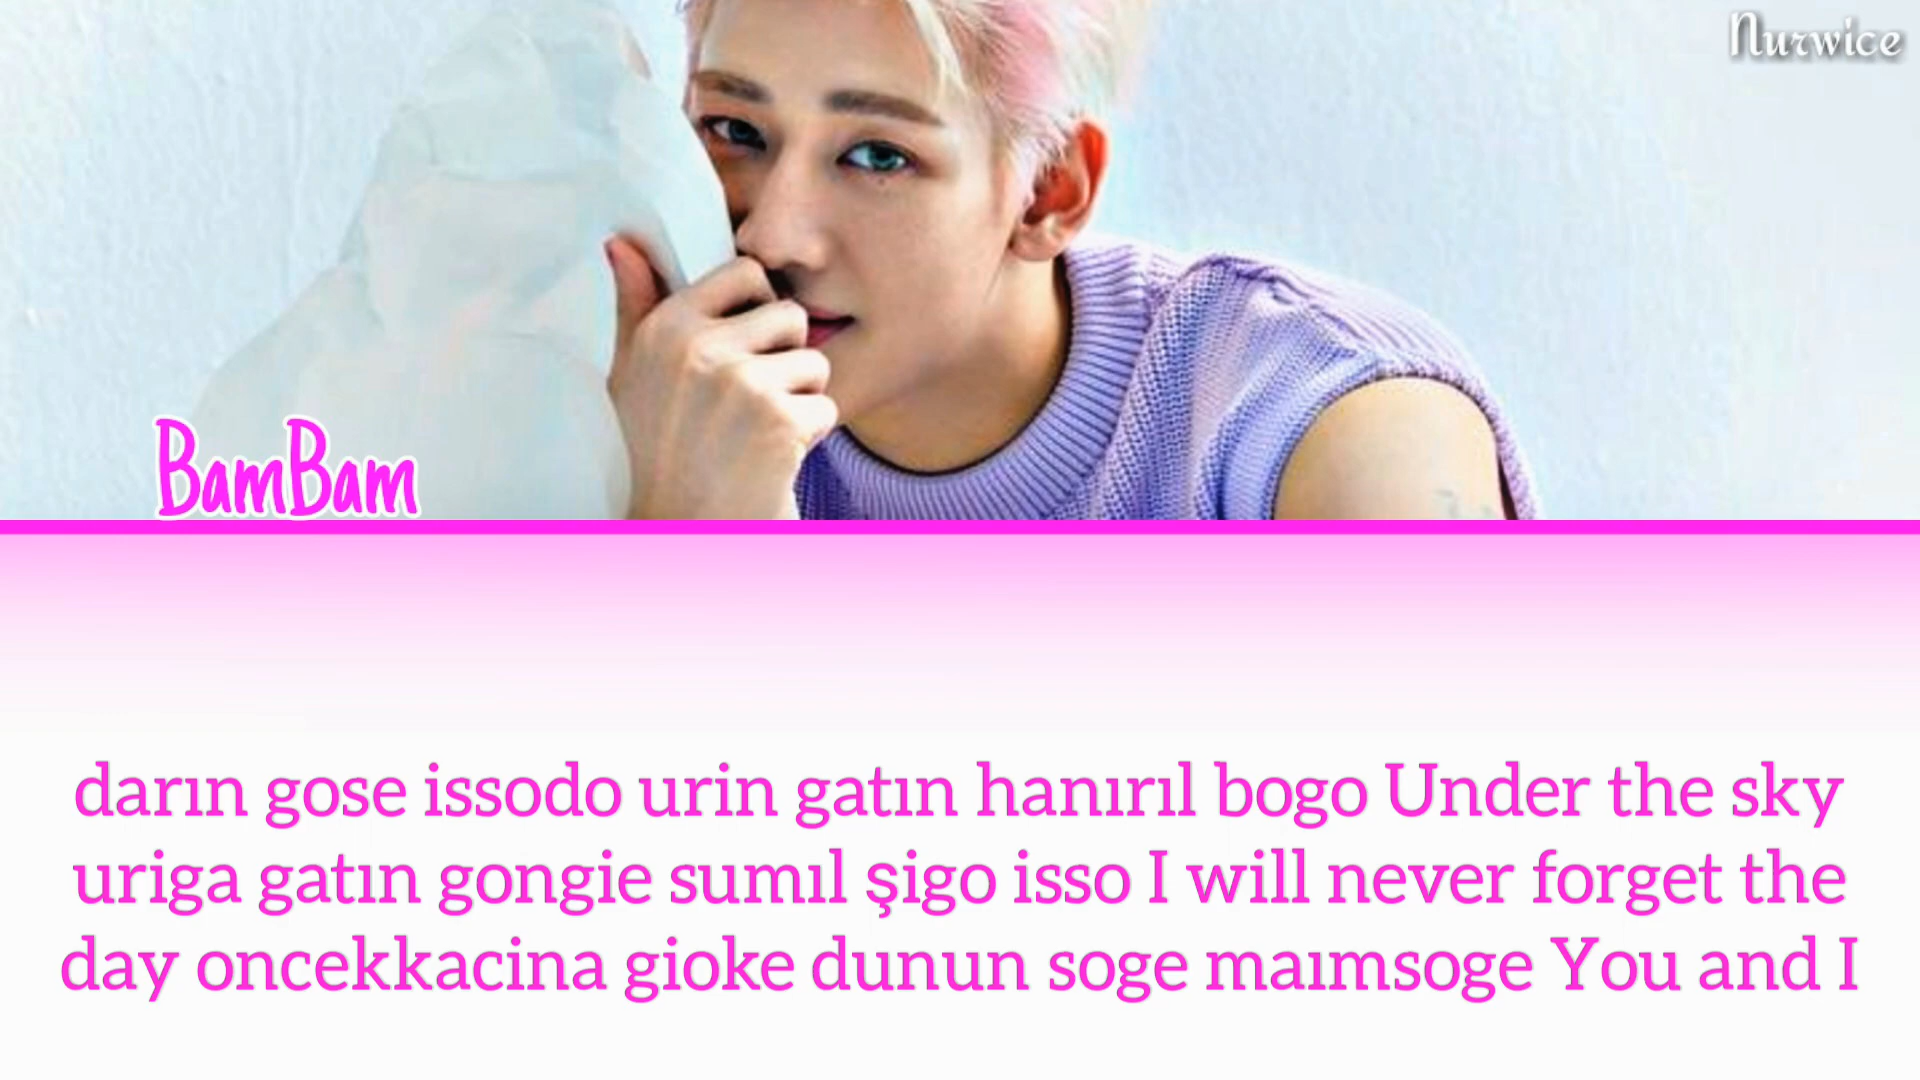 Nurwice
BamBam
darın gose issodo urin gatın hanırıl bogo Under the sky
uriga gatın gongie sumıl şigo isso I will never forget the
day oncekkacina gioke dunun soge maımsoge You and I